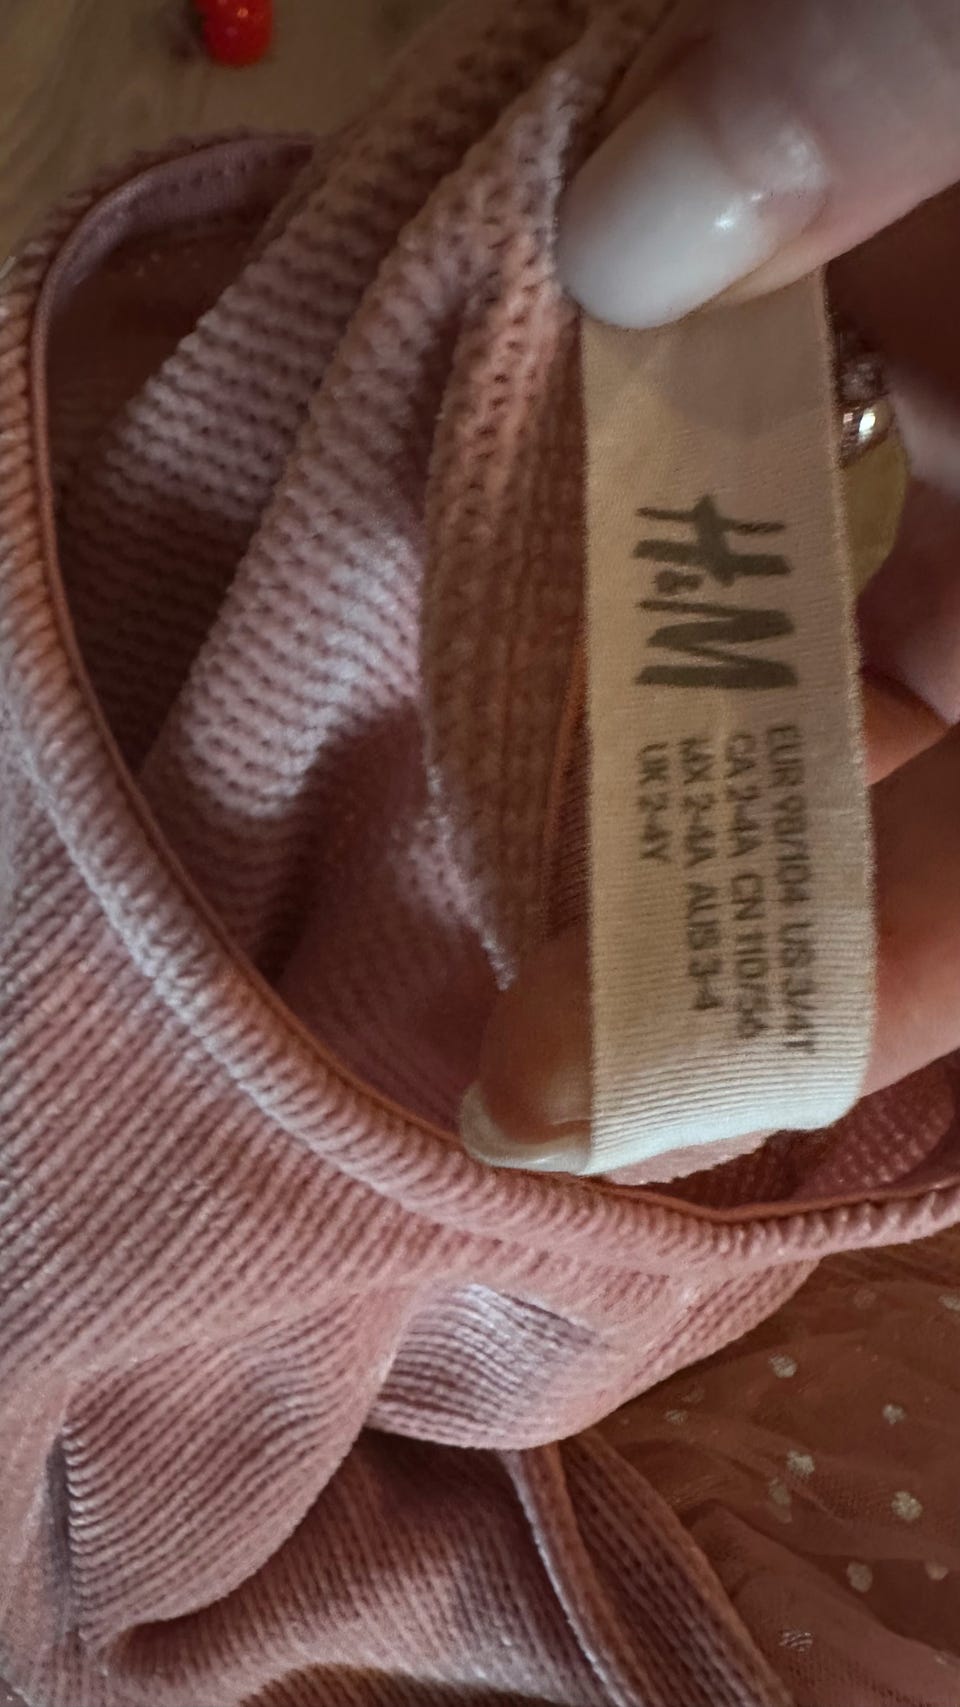 H&M
EUR 98/104 US 3/4T
CA 2-4A CN 110/56
MX 2-4A AUS 3-4
UK 2-4Y